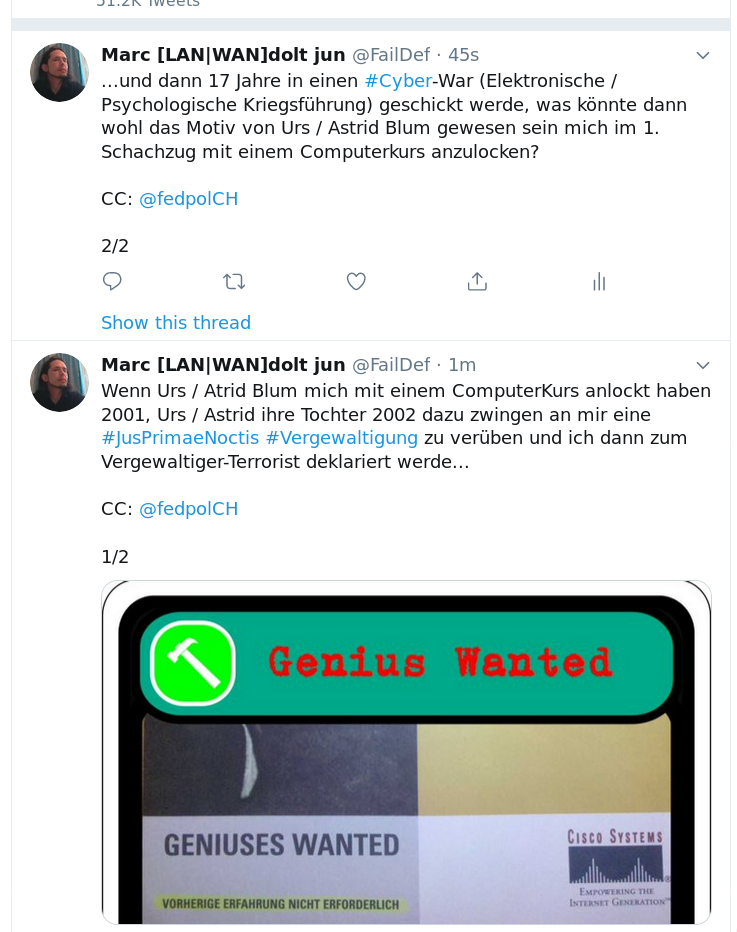 51.2K Tweets
Marc [LAN|WAN]dolt jun @FailDef · 45s
…und dann 17 Jahre in einen #Cyber-War (Elektronische /
Psychologische Kriegsführung) geschickt werde, was könnte dann
wohl das Motiv von Urs / Astrid Blum gewesen sein mich im 1.
Schachzug mit einem Computerkurs anzulocken?
CC: @fedpolCH
2/2
Show this thread
Marc [LAN|WAN]dolt jun @FailDef · 1m
Wenn Urs / Atrid Blum mich mit einem ComputerKurs anlockt haben
2001, Urs / Astrid ihre Tochter 2002 dazu zwingen an mir eine
#JusPrimaeNoctis #Vergewaltigung zu verüben und ich dann zum
Vergewaltiger-Terrorist deklariert werde…
CC: @fedpolCH
1/2
Genius Wanted
GENIUSES WANTED
VORHERIGE ERFAHRUNG NICHT ERFORDERLICH
CISCO SYSTEMS
®
EMPOWERING THE
INTERNET GENERATION™